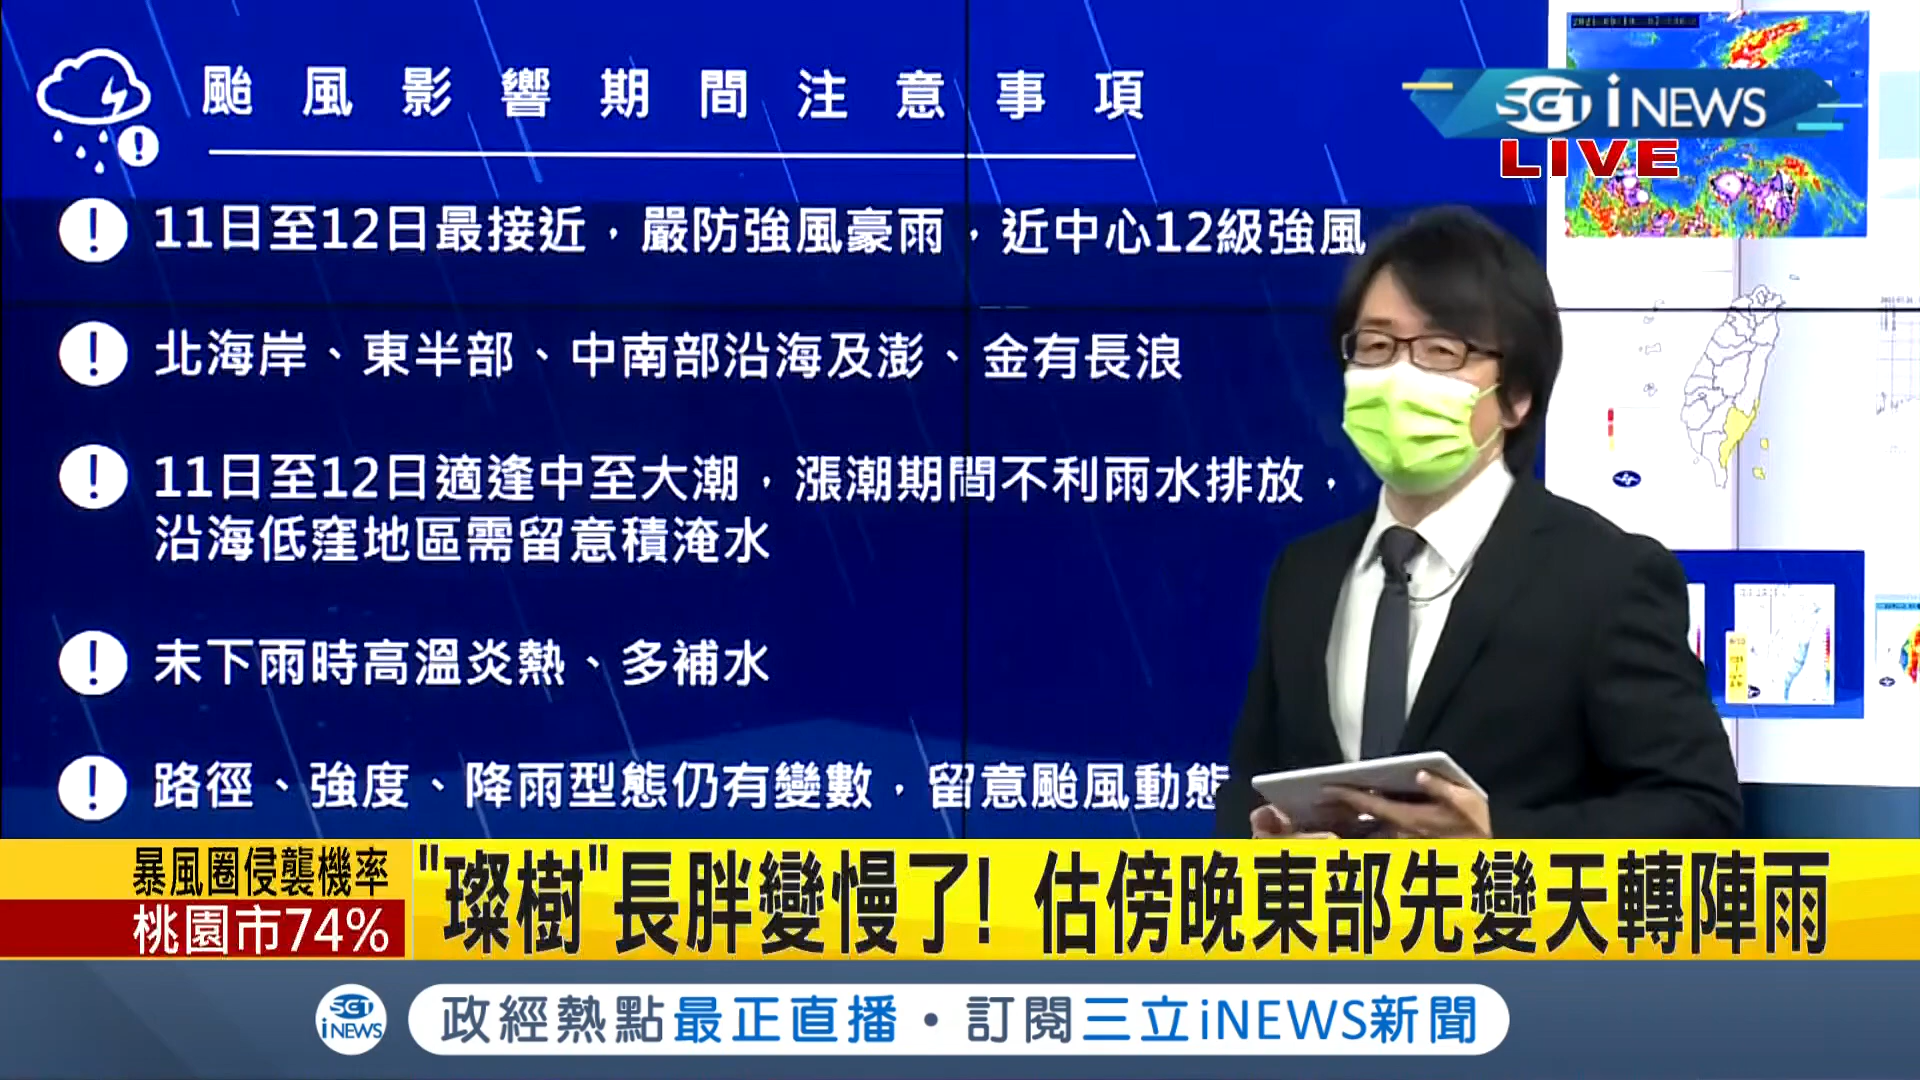 颱風影響期間注意事項
11日至12日最接近，嚴防強風豪雨，近中心12級強風
北海岸、東半部、中南部沿海及澎、金有長浪
11日至12日適逢中至大潮，漲潮期間不利雨水排放，
沿海低窪地區需留意積淹水
未下雨時高溫炎熱、多補水
路徑、強度、降雨型態仍有變數，留意颱風動態
SET iNEWS
LIVE
暴風圈侵襲機率
桃園市74%
"璨樹"長胖變慢了! 估傍晚東部先變天轉陣雨
SET iNEWS
政經熱點最正直播・訂閱三立iNEWS新聞